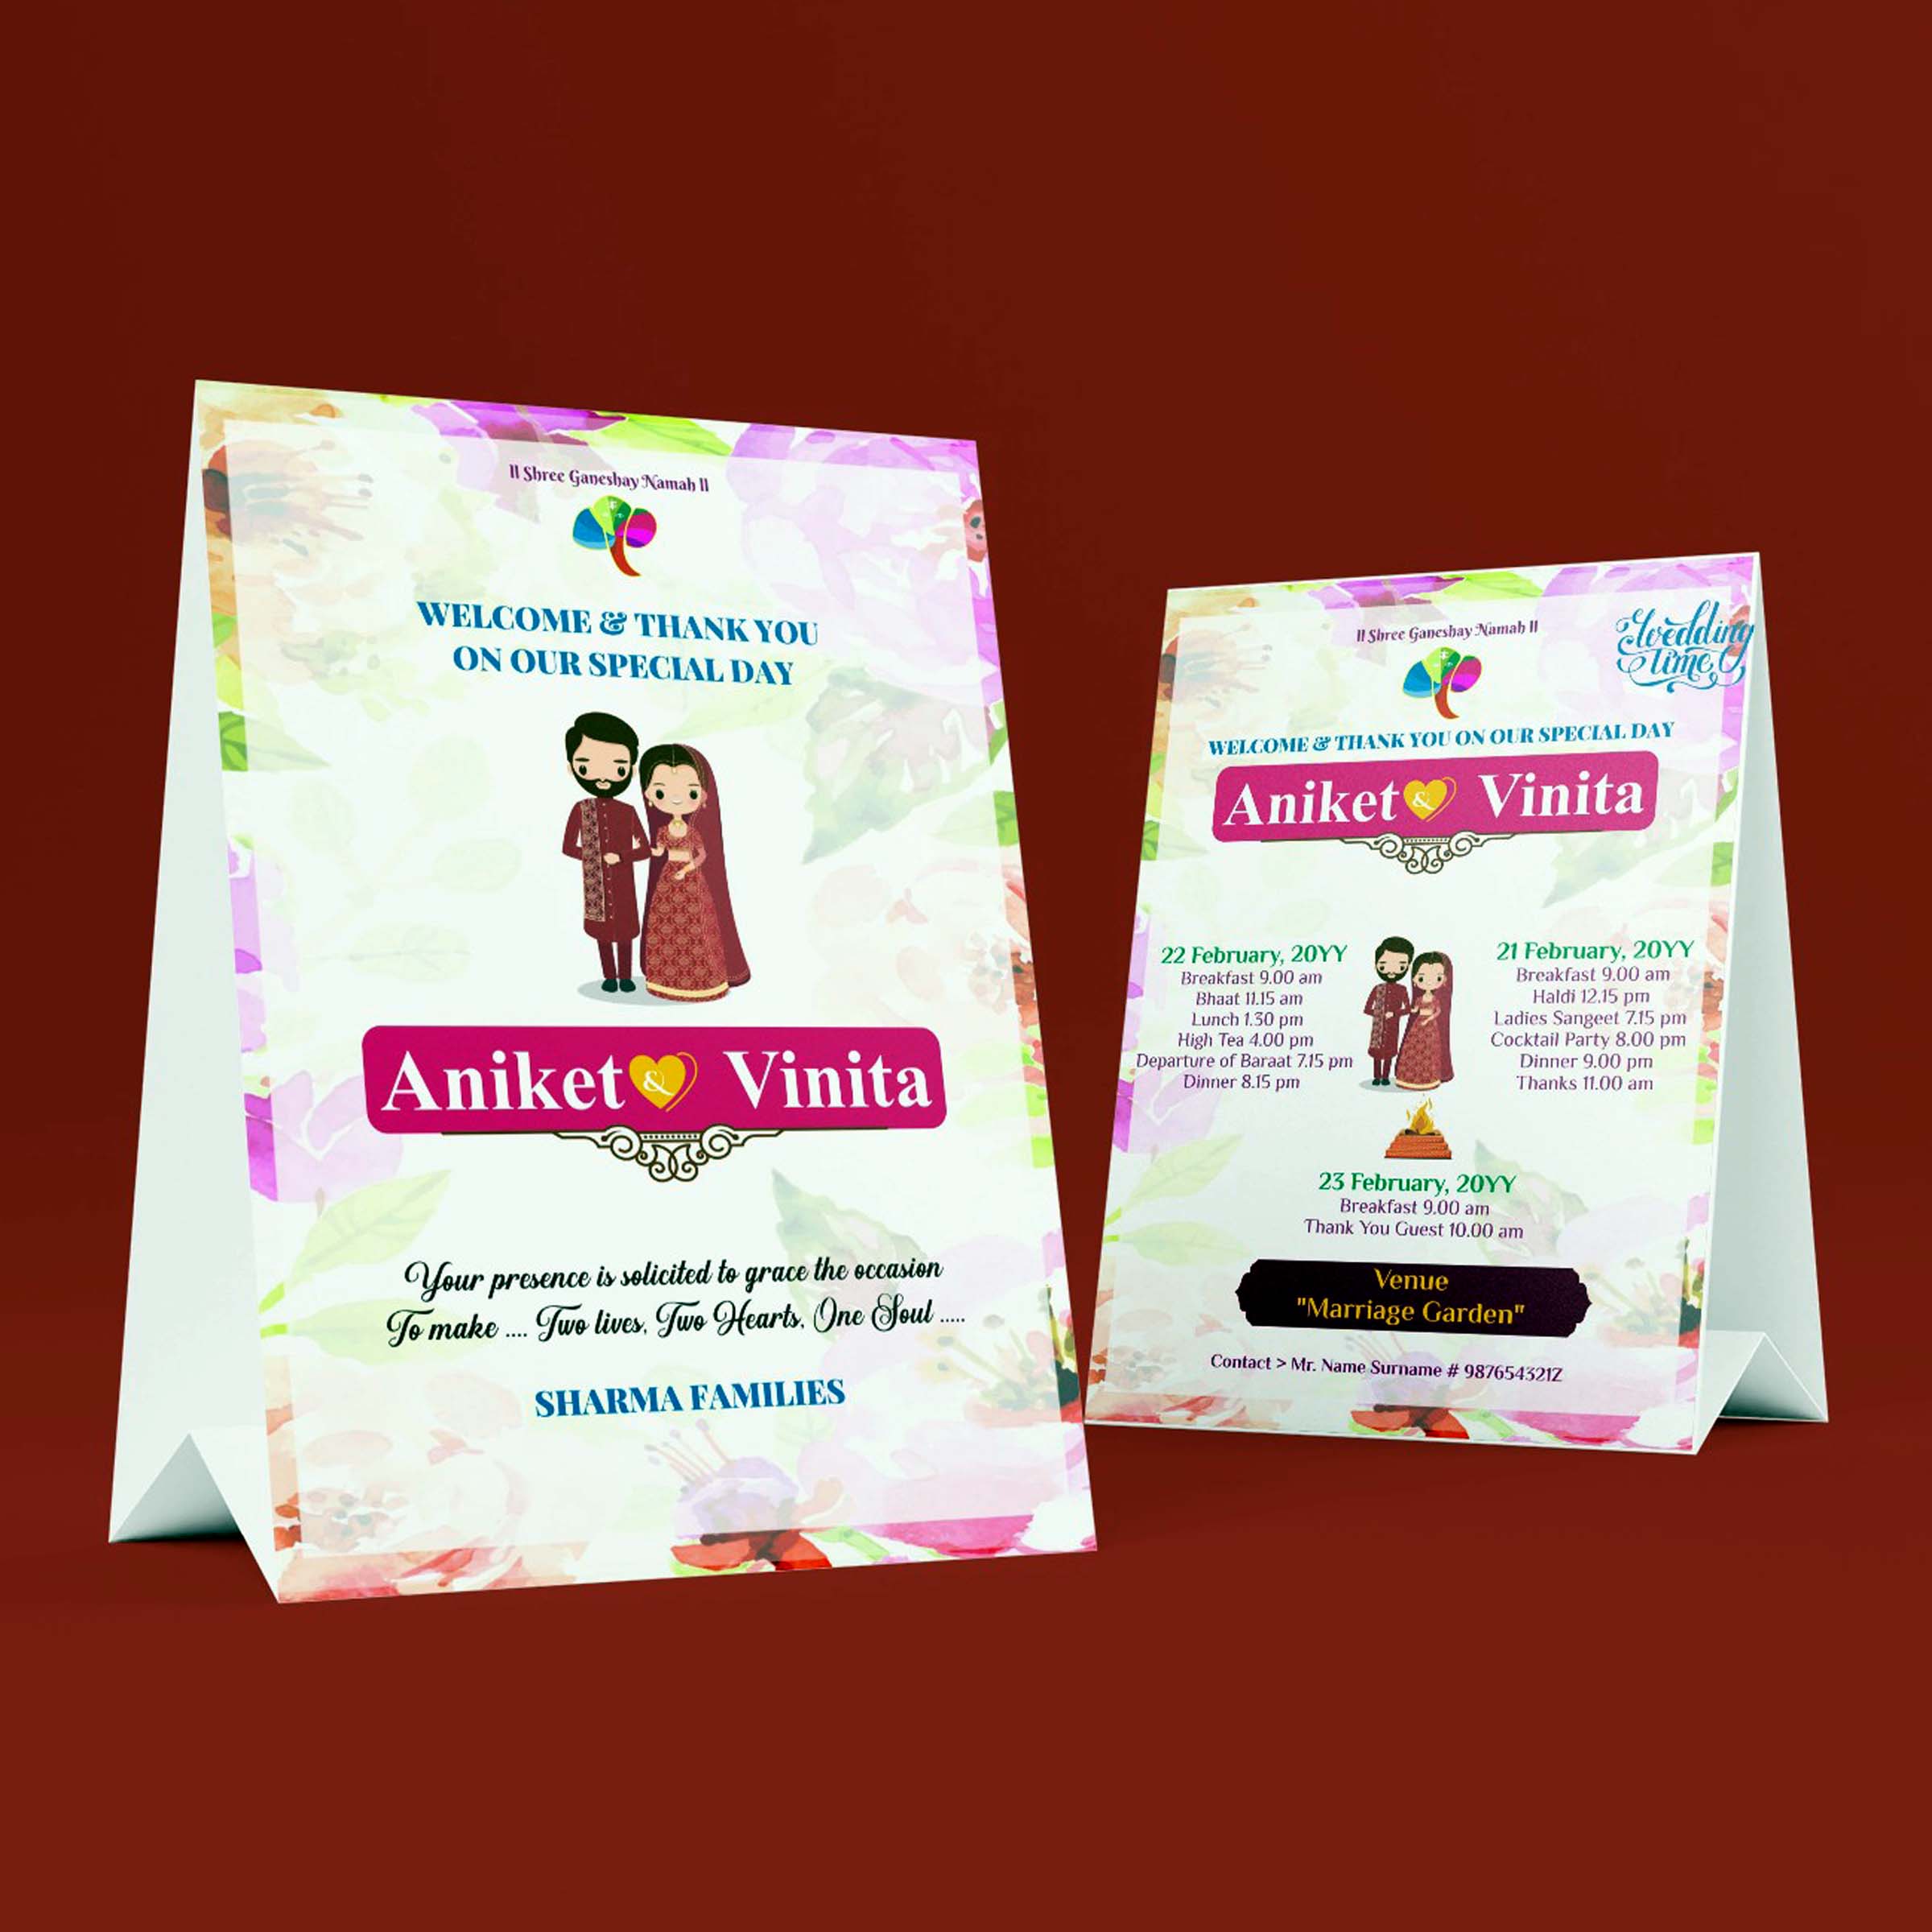 II Shree Ganeshay Namah II
WELCOME & THANK YOU
ON OUR SPECIAL DAY
Aniket & Vinita
Your presence is solicited to grace the occasion
To make .... Two lives, Two Hearts, One Soul .....
SHARMA FAMILIES
II Shree Ganeshay Namah II
Wedding
time
WELCOME & THANK YOU ON OUR SPECIAL DAY
Aniket & Vinita
22 February, 20YY
Breakfast 9.00 am
Bhaat 11.15 am
Lunch 1.30 pm
High Tea 4.00 pm
Departure of Baraat 7.15 pm
Dinner 8.15 pm
21 February, 20YY
Breakfast 9.00 am
Haldi 12.15 pm
Ladies Sangeet 7.15 pm
Cocktail Party 8.00 pm
Dinner 9.00 pm
Thanks 11.00 am
23 February, 20YY
Breakfast 9.00 am
Thank You Guest 10.00 am
Venue
"Marriage Garden"
Contact > Mr. Name Surname # 987654321Z